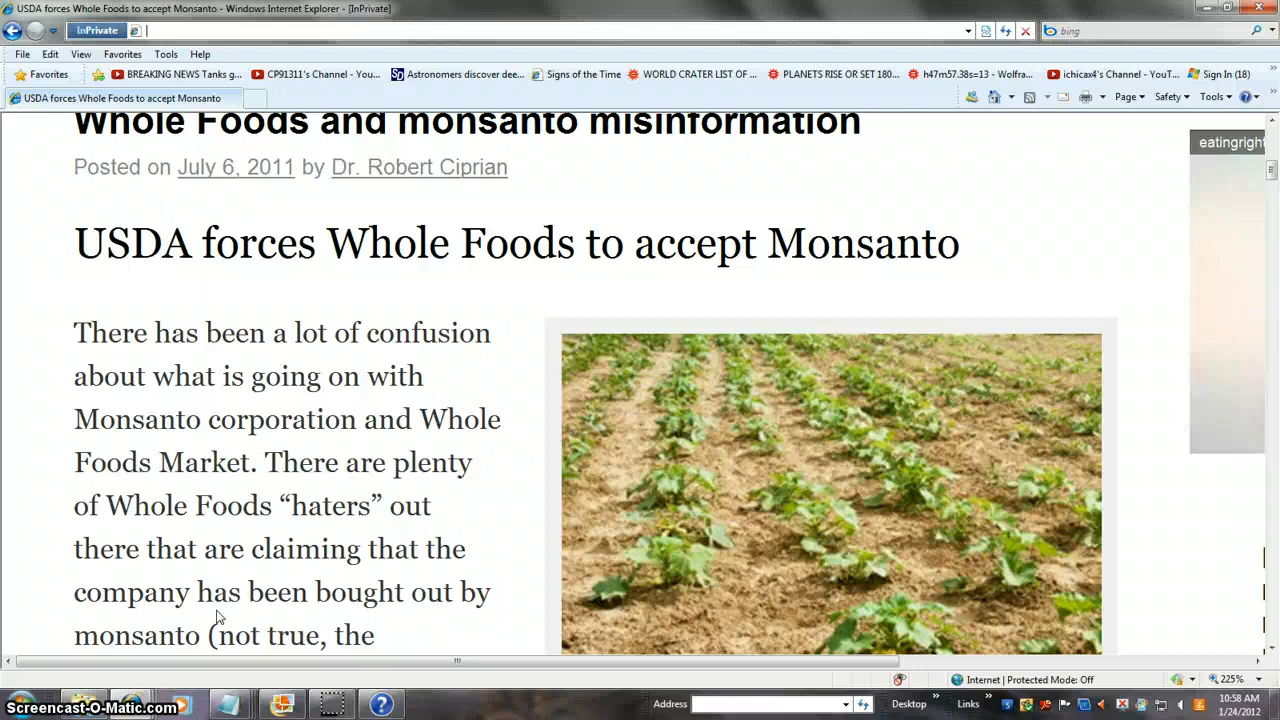 USDA forces Whole Foods to accept Monsanto - Windows Internet Explorer - [InPrivate]
InPrivate
bing
File Edit View Favorites Tools Help
Favorites BREAKING NEWS Tanks g... CP91311's Channel - You... Astronomers discover dee... Signs of the Time WORLD CRATER LIST OF ... PLANETS RISE OR SET 180... h47m57.38s=13 - Wolfra... ichicax4's Channel - YouT... Sign In (18)
USDA forces Whole Foods to accept Monsanto
Page Safety Tools
Whole Foods and monsanto misinformation
eatingright
Posted on July 6, 2011 by Dr. Robert Ciprian
USDA forces Whole Foods to accept Monsanto
There has been a lot of confusion
about what is going on with
Monsanto corporation and Whole
Foods Market. There are plenty
of Whole Foods “haters” out
there that are claiming that the
company has been bought out by
monsanto (not true, the
Internet | Protected Mode: Off
225%
Address Desktop Links
10:58 AM
1/24/2012
Screencast-O-Matic.com